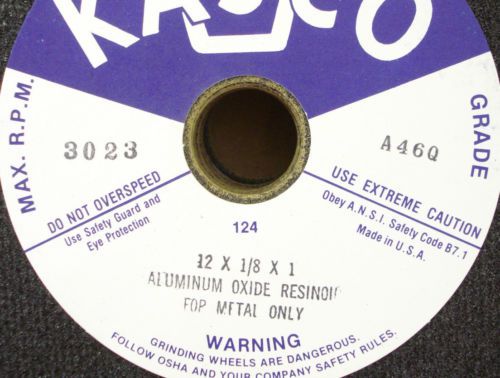 KASCO
MAX. R.P.M.
3023
DO NOT OVERSPEED
Use Safety Guard and
Eye Protection
GRADE
A46Q
USE EXTREME CAUTION
Obey A.N.S.I. Safety Code B7.1
Made in U.S.A.
124
12 X 1/8 X 1
ALUMINUM OXIDE RESINOID
FOR METAL ONLY
WARNING
GRINDING WHEELS ARE DANGEROUS.
FOLLOW OSHA AND YOUR COMPANY SAFETY RULES.